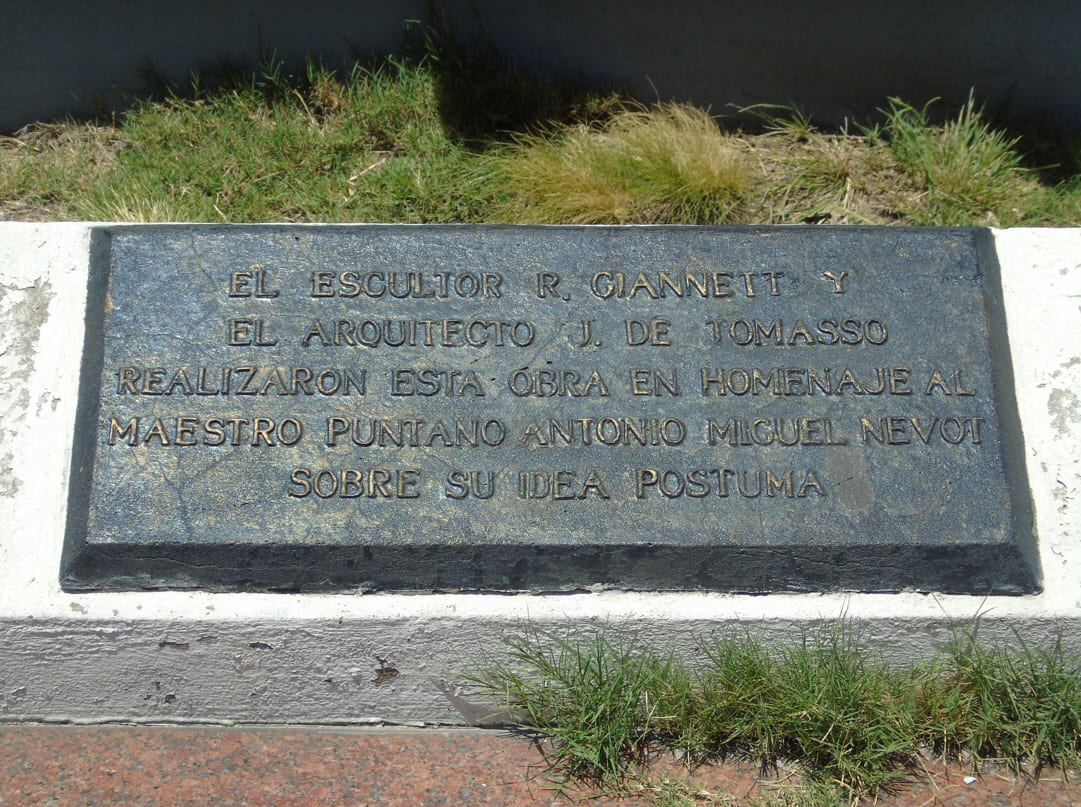 EL ESCULTOR R. GIANNETT Y
EL ARQUITECTO J. DE TOMASSO
REALIZARON ESTA OBRA EN HOMENAJE AL
MAESTRO PUNTANO ANTONIO MIGUEL NEVOT
SOBRE SU IDEA POSTUMA